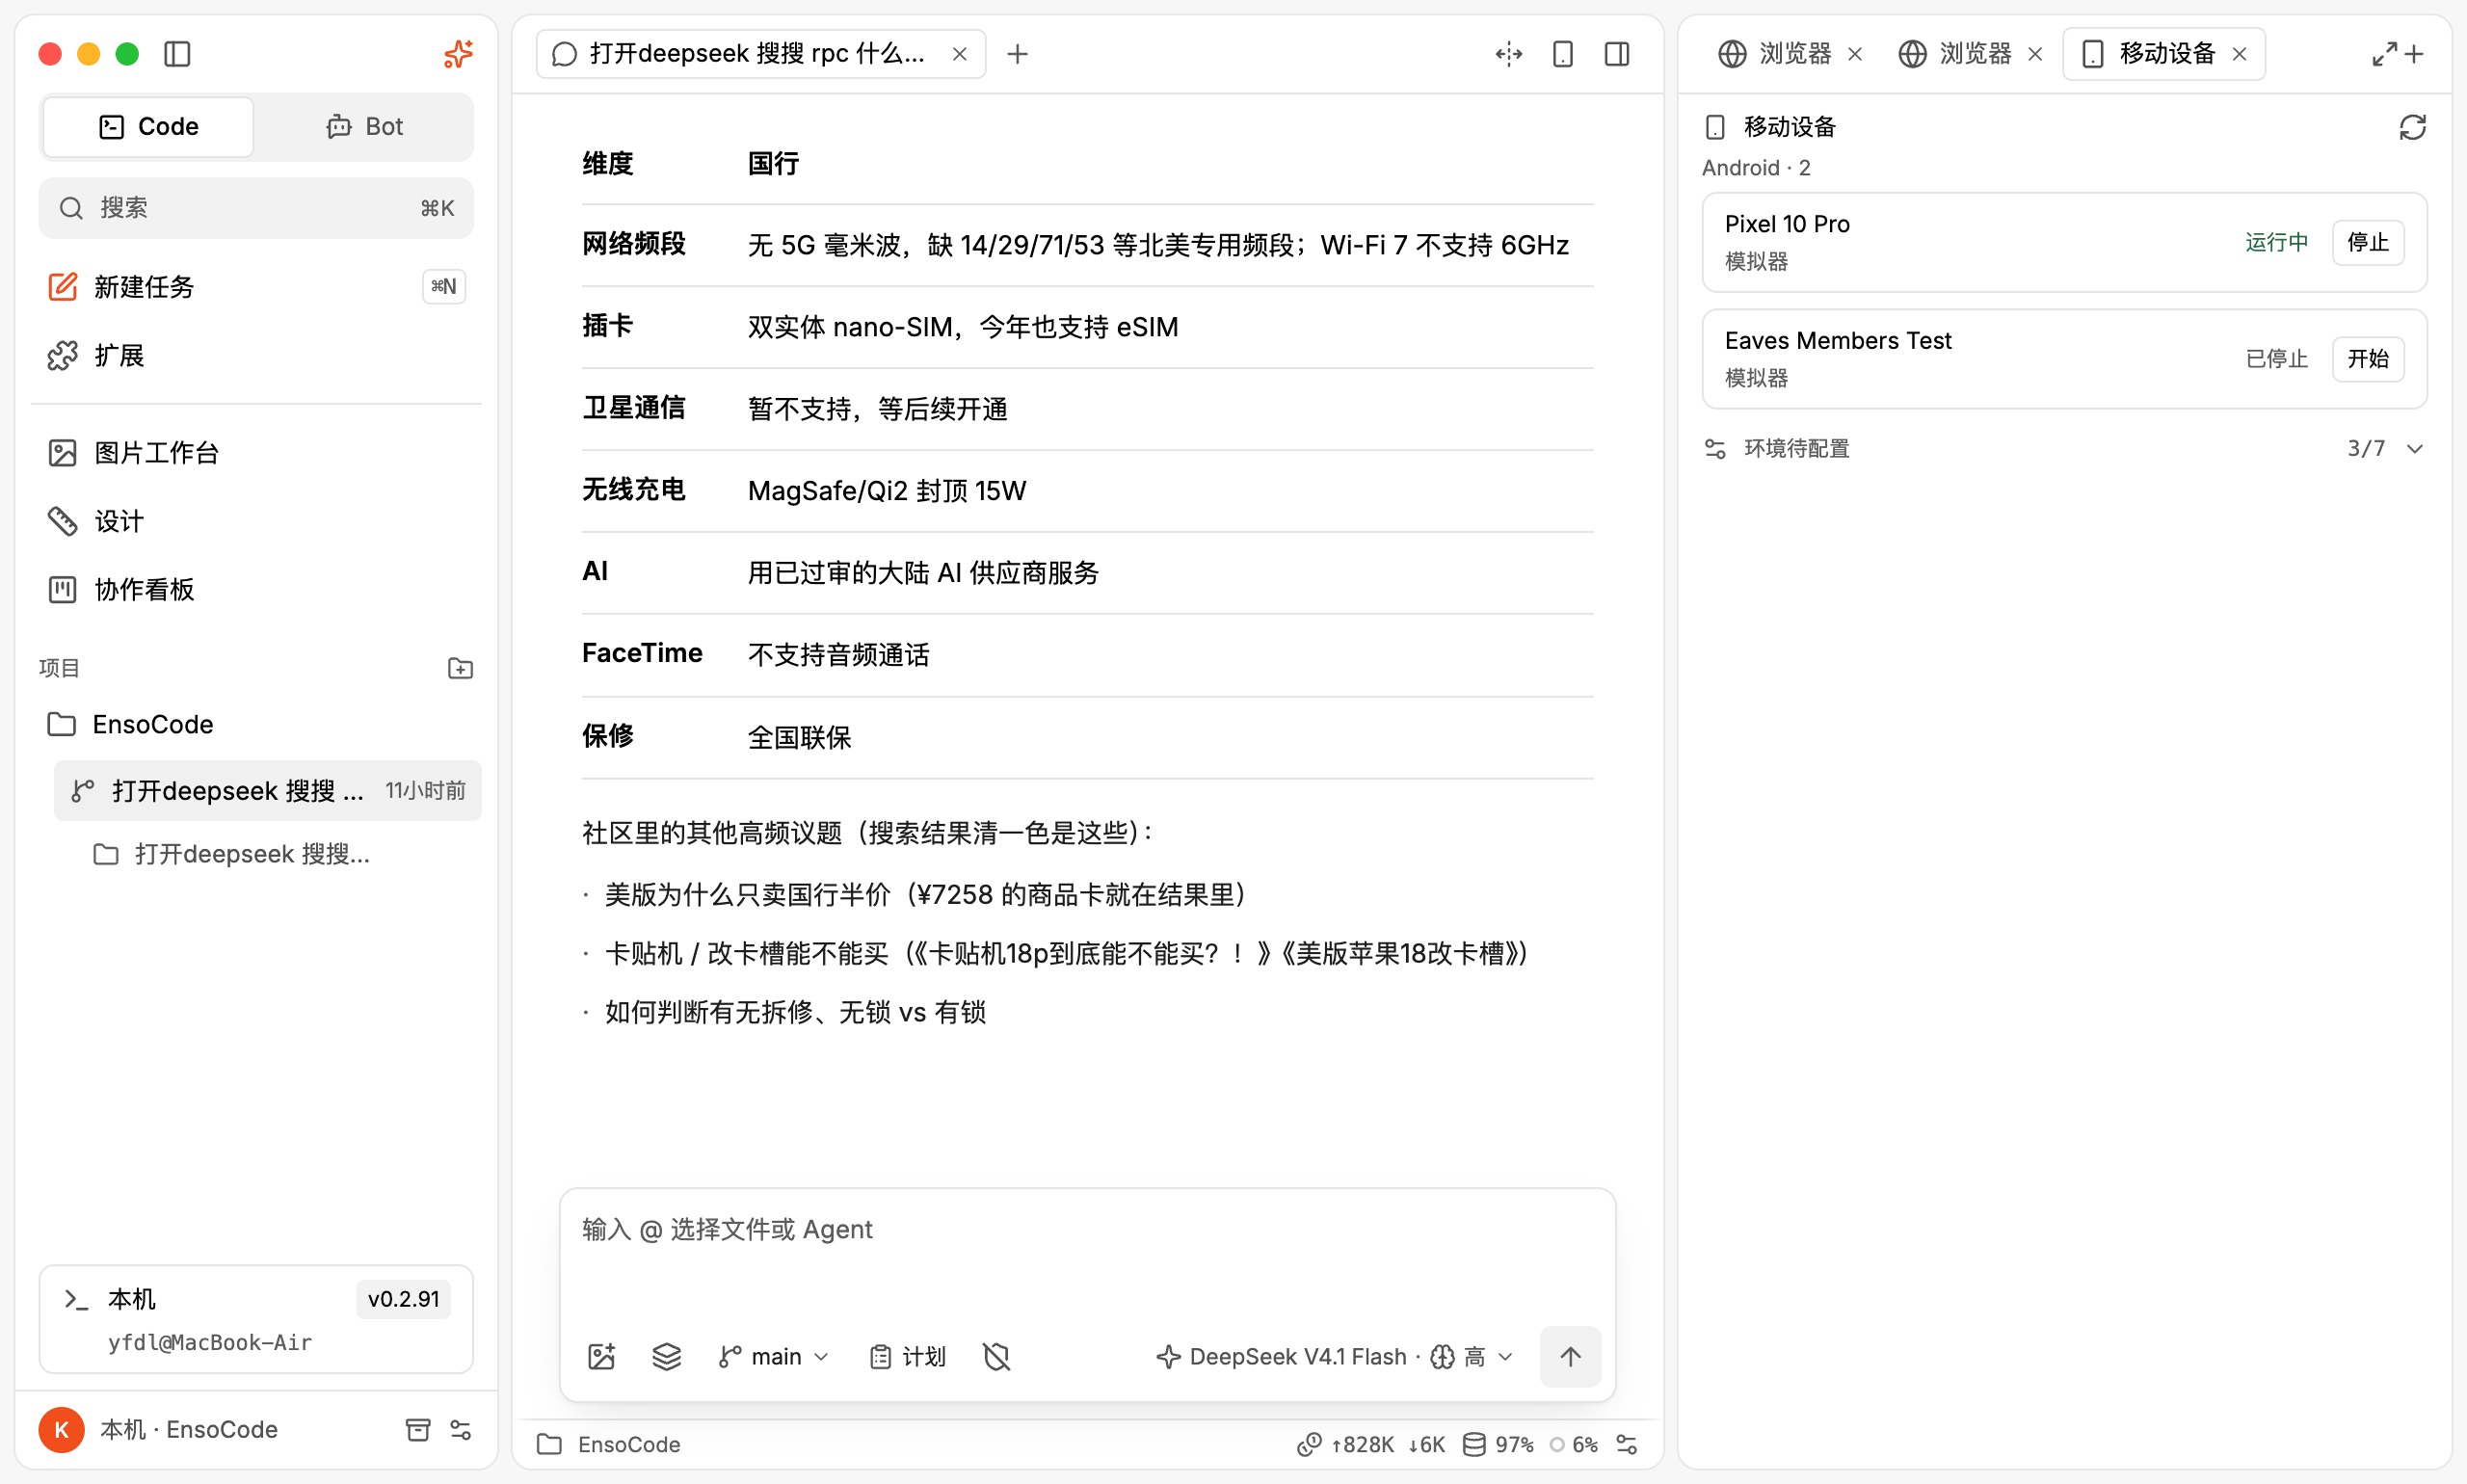 Code
Bot
搜索
⌘K
新建任务
⌘N
扩展
图片工作台
设计
协作看板
项目
EnsoCode
打开deepseek 搜搜 ...
11小时前
打开deepseek 搜搜...
本机
v0.2.91
yfdl@MacBook-Air
K
本机 · EnsoCode
打开deepseek 搜搜 rpc 什么...
维度 国行
网络频段 无 5G 毫米波，缺 14/29/71/53 等北美专用频段；Wi-Fi 7 不支持 6GHz
插卡 双实体 nano-SIM，今年也支持 eSIM
卫星通信 暂不支持，等后续开通
无线充电 MagSafe/Qi2 封顶 15W
AI 用已过审的大陆 AI 供应商服务
FaceTime 不支持音频通话
保修 全国联保
社区里的其他高频议题（搜索结果清一色是这些）：
· 美版为什么只卖国行半价（¥7258 的商品卡就在结果里）
· 卡贴机 / 改卡槽能不能买（《卡贴机18p到底能不能买？！》《美版苹果18改卡槽》）
· 如何判断有无拆修、无锁 vs 有锁
输入 @ 选择文件或 Agent
main
计划
DeepSeek V4.1 Flash · 高
EnsoCode
↑828K ↓6K 97% 6%
浏览器
浏览器
移动设备
移动设备
Android · 2
Pixel 10 Pro
模拟器
运行中
停止
Eaves Members Test
模拟器
已停止
开始
环境待配置
3/7